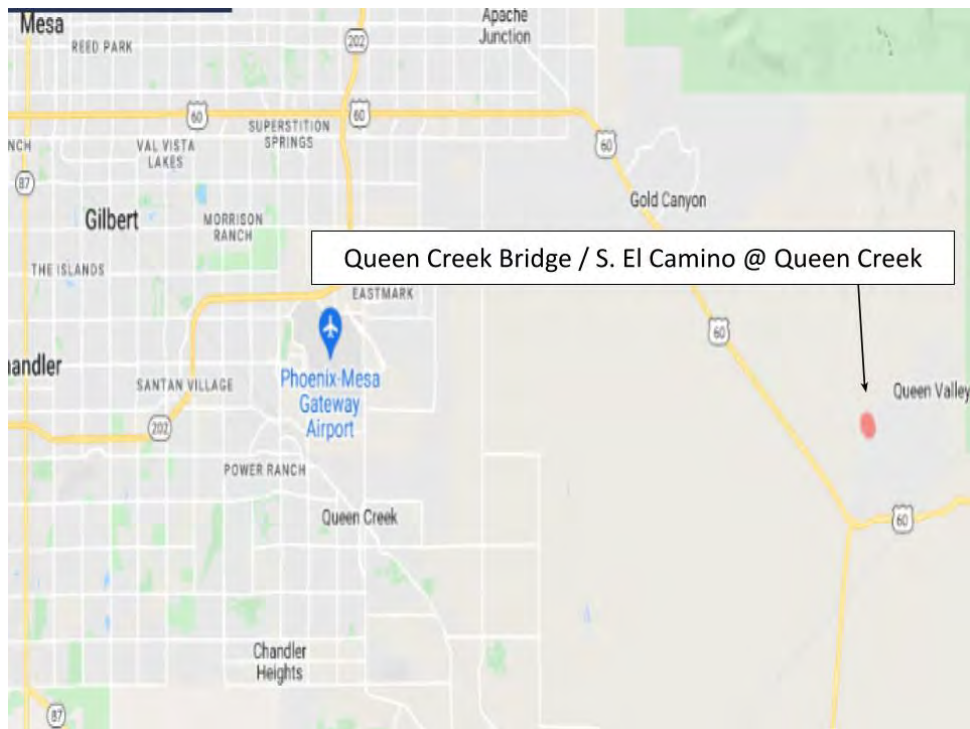 Mesa
REED PARK
202
Apache
Junction
60
60
SUPERSTITION
SPRINGS
60
NCH
VAL VISTA
LAKES
87
Gilbert
MORRISON
RANCH
Gold Canyon
Queen Creek Bridge / S. El Camino @ Queen Creek
THE ISLANDS
EASTMARK
60
handler
SANTAN VILLAGE
Phoenix-Mesa
Gateway
Airport
Queen Valley
202
POWER RANCH
Queen Creek
60
Chandler
Heights
87